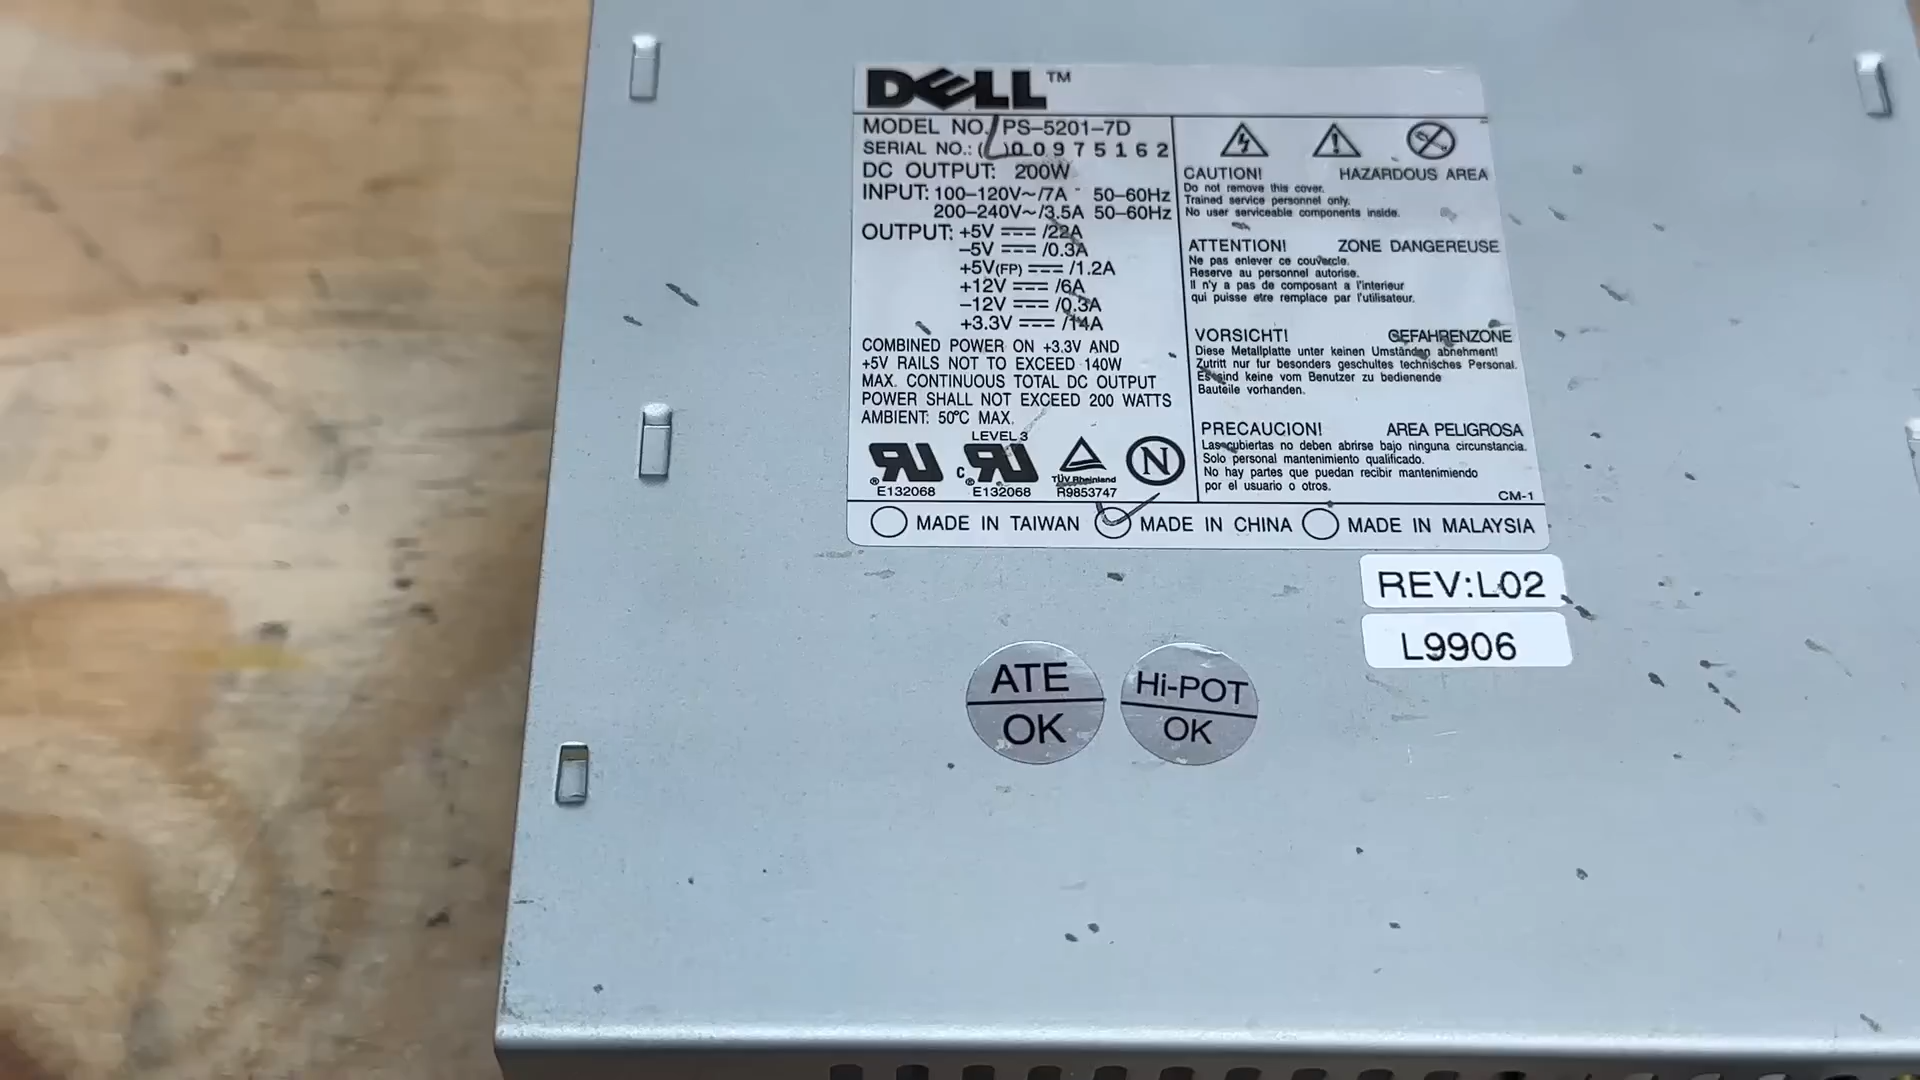 DELL™
MODEL NO. PS-5201-7D
SERIAL NO.: (L)00975162
DC OUTPUT: 200W
INPUT: 100-120V~/7A 50-60Hz
200-240V~/3.5A 50-60Hz
OUTPUT: +5V ⎓ /22A
-5V ⎓ /0.3A
+5V(FP) ⎓ /1.2A
+12V ⎓ /6A
-12V ⎓ /0.3A
+3.3V ⎓ /14A
COMBINED POWER ON +3.3V AND
+5V RAILS NOT TO EXCEED 140W
MAX. CONTINUOUS TOTAL DC OUTPUT
POWER SHALL NOT EXCEED 200 WATTS
AMBIENT: 50°C MAX.
LEVEL 3
RU ® E132068
c RU ® E132068
TÜV Rheinland
R9853747
N
CAUTION! HAZARDOUS AREA
Do not remove this cover.
Trained service personnel only.
No user serviceable components inside.
ATTENTION! ZONE DANGEREUSE
Ne pas enlever ce couvercle.
Reserve au personnel autorise.
Il n'y a pas de composant a l'interieur
qui puisse etre remplace par l'utilisateur.
VORSICHT! GEFAHRENZONE
Diese Metallplatte unter keinen Umständen abnehment!
Zutritt nur fur besonders geschultes technisches Personal.
Es sind keine vom Benutzer zu bedienende
Bauteile vorhanden.
PRECAUCION! AREA PELIGROSA
Las cubiertas no deben abrirse bajo ninguna circunstancia.
Solo personal mantenimiento qualificado.
No hay partes que puedan recibir mantenimiendo
por el usuario o otros.
CM-1
MADE IN TAIWAN MADE IN CHINA MADE IN MALAYSIA
REV:L02
L9906
ATE
OK
Hi-POT
OK